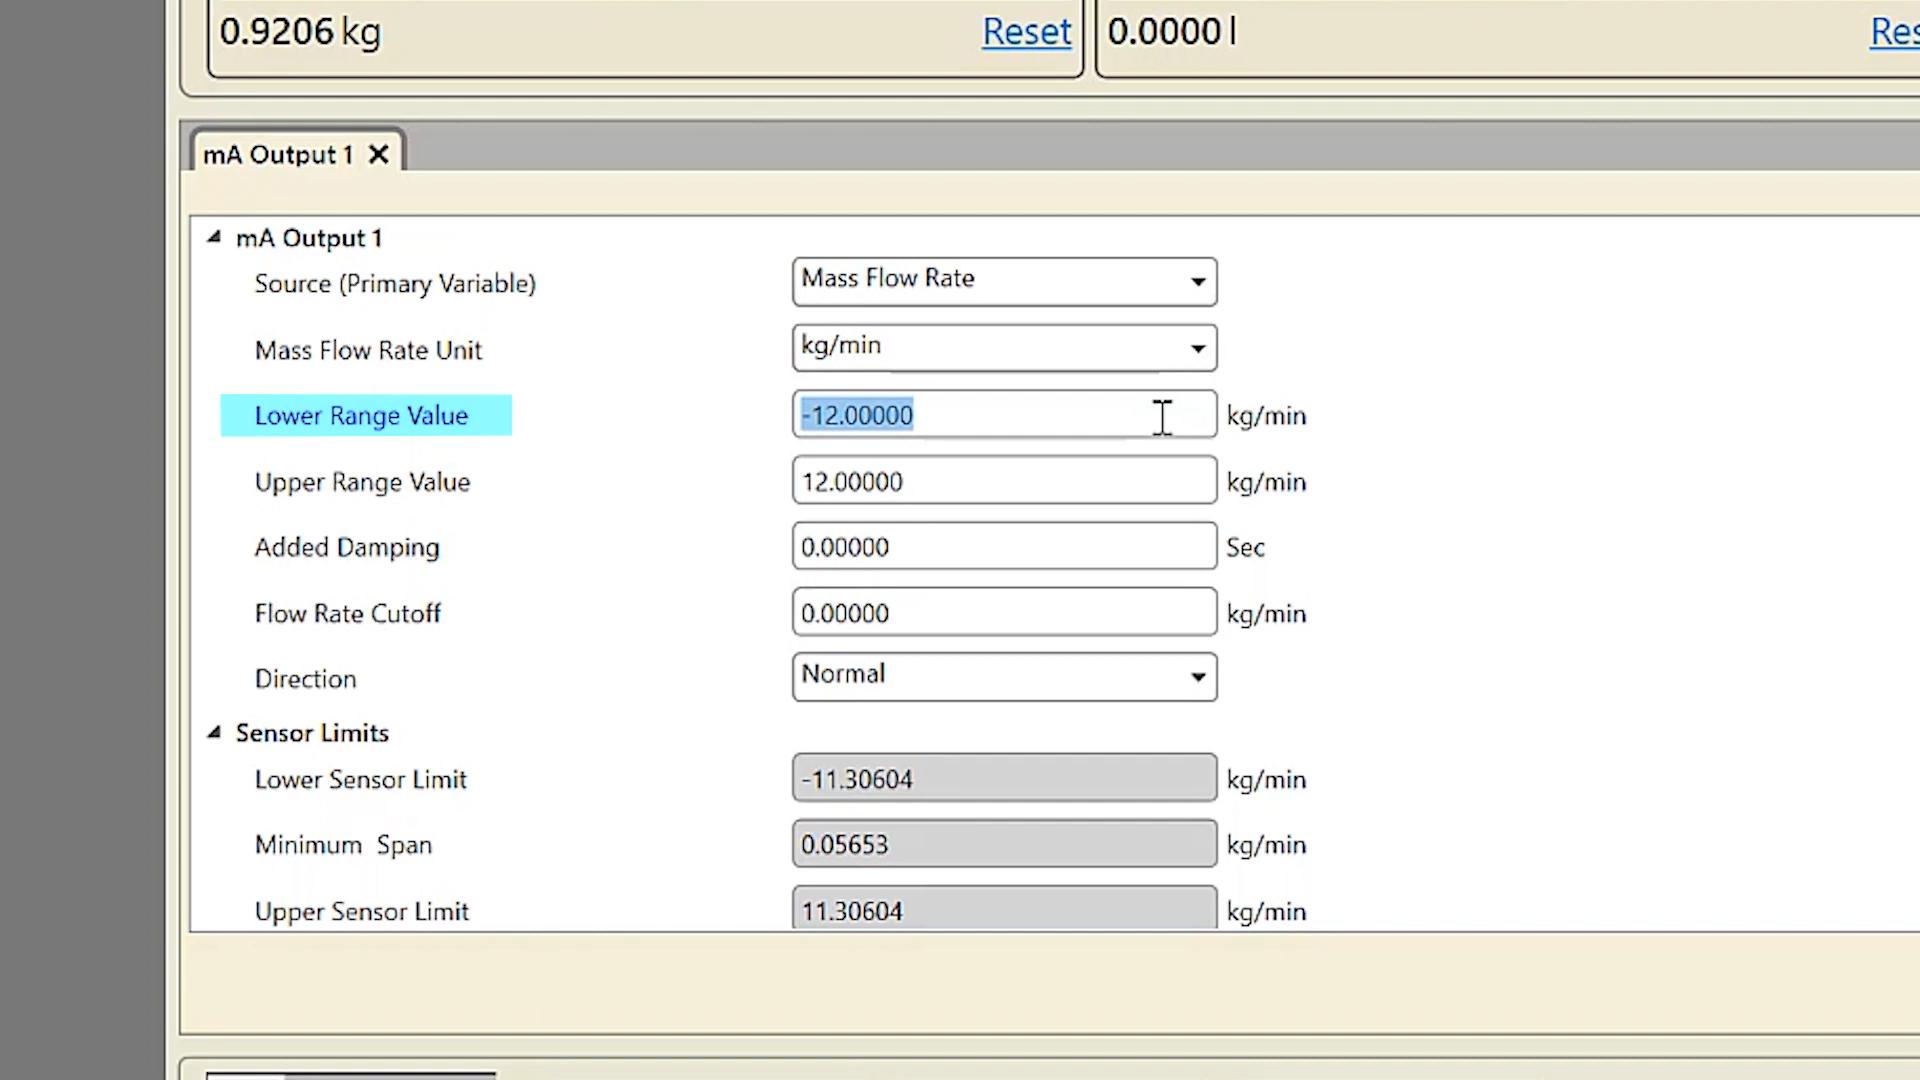 0.9206 kg Reset 0.0000 l
mA Output 1
mA Output 1
Source (Primary Variable) Mass Flow Rate
Mass Flow Rate Unit kg/min
Lower Range Value -12.00000 kg/min
Upper Range Value 12.00000 kg/min
Added Damping 0.00000 Sec
Flow Rate Cutoff 0.00000 kg/min
Direction Normal
Sensor Limits
Lower Sensor Limit -11.30604 kg/min
Minimum Span 0.05653 kg/min
Upper Sensor Limit 11.30604 kg/min